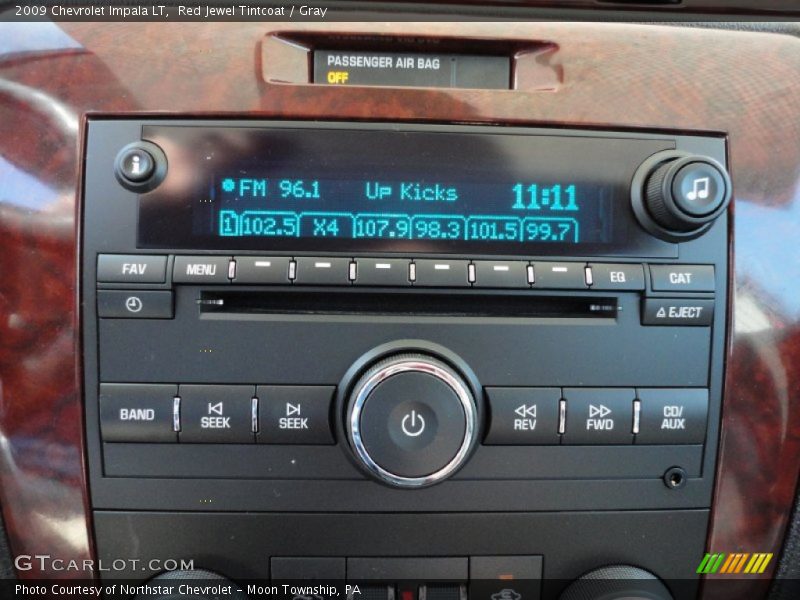 2009 Chevrolet Impala LT, Red Jewel Tintcoat / Gray
PASSENGER AIR BAG
OFF
FM 96.1 Up Kicks 11:11
1 102.5 X4 107.9 98.3 101.5 99.7
FAV MENU EQ CAT
EJECT
BAND SEEK SEEK REV FWD CD/
AUX
GTCARLOT.COM
Photo Courtesy of Northstar Chevrolet - Moon Township, PA